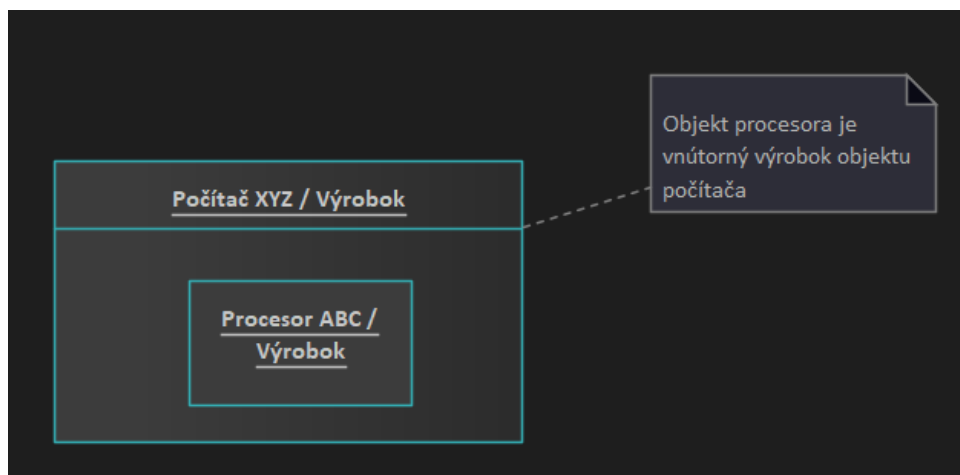 Objekt procesora je
vnútorný výrobok objektu
počítača
Počítač XYZ / Výrobok
Procesor ABC /
Výrobok